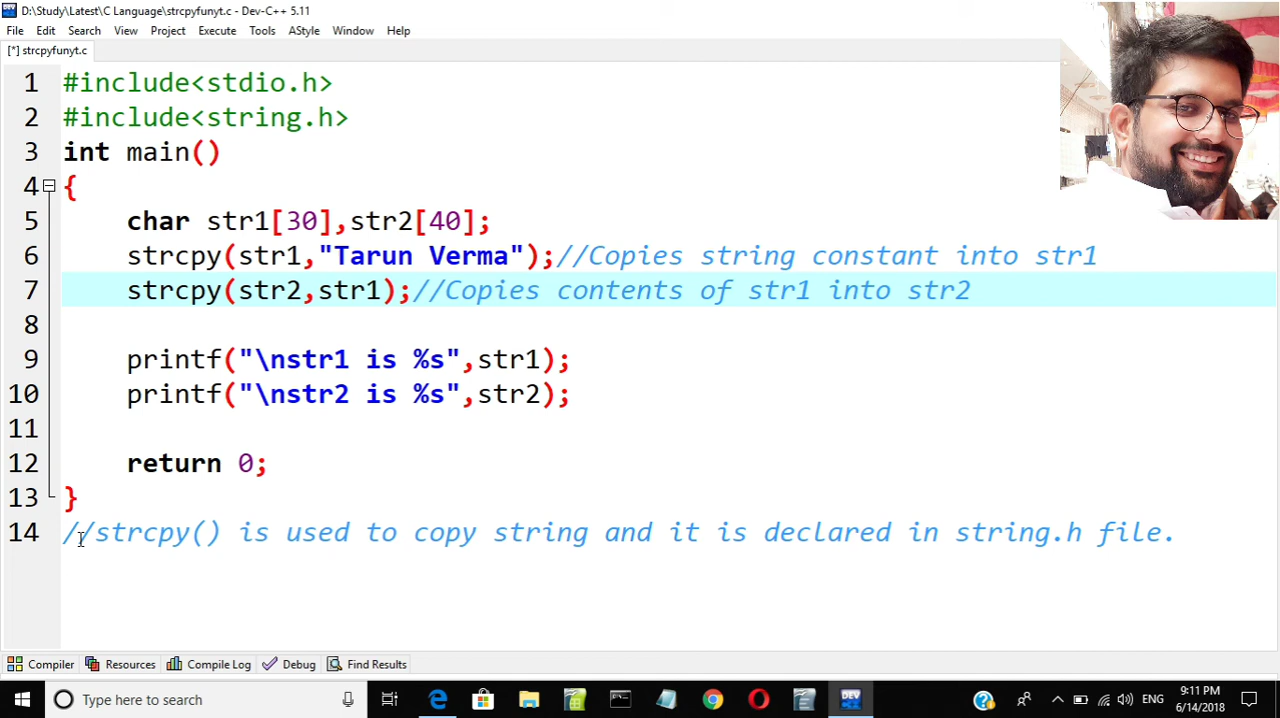 D:\Study\Latest\C Language\strcpyfunyt.c - Dev-C++ 5.11
File Edit Search View Project Execute Tools AStyle Window Help
[*] strcpyfunyt.c
1 #include<stdio.h>
2 #include<string.h>
3 int main()
4 {
5 char str1[30],str2[40];
6 strcpy(str1,"Tarun Verma");//Copies string constant into str1
7 strcpy(str2,str1);//Copies contents of str1 into str2
8
9 printf("\nstr1 is %s",str1);
10 printf("\nstr2 is %s",str2);
11
12 return 0;
13 }
14 //strcpy() is used to copy string and it is declared in string.h file.
Compiler Resources Compile Log Debug Find Results
Type here to search DEV ENG 9:11 PM
6/14/2018